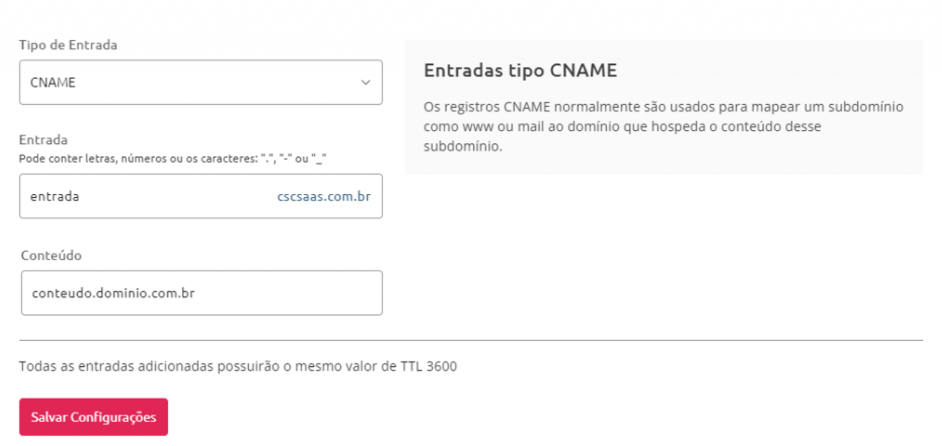 Tipo de Entrada
CNAME
Entrada
Pode conter letras, números ou os caracteres: ".", "-" ou "_"
entrada cscsaas.com.br
Conteúdo
conteudo.dominio.com.br
Entradas tipo CNAME
Os registros CNAME normalmente são usados para mapear um subdomínio
como www ou mail ao domínio que hospeda o conteúdo desse
subdomínio.
Todas as entradas adicionadas possuirão o mesmo valor de TTL 3600
Salvar Configurações